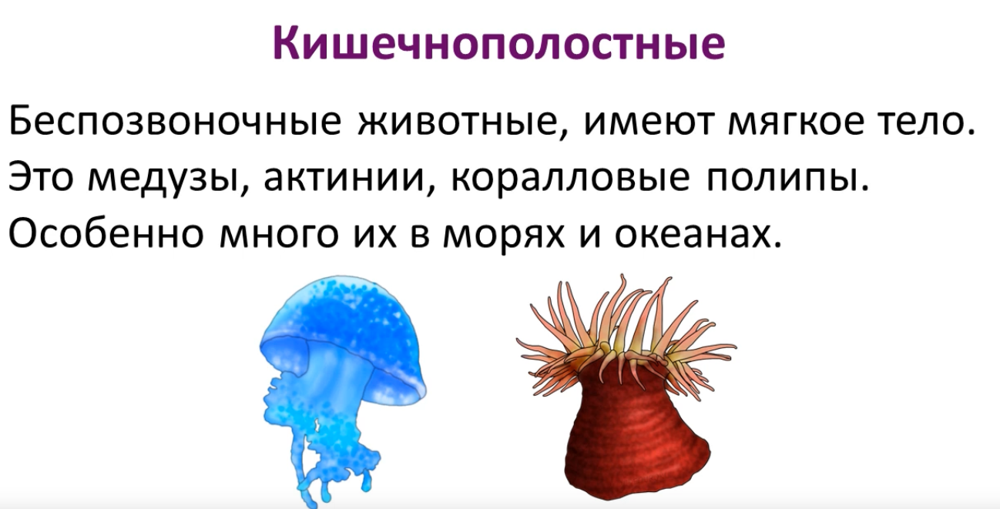 Кишечнополостные
Беспозвоночные животные, имеют мягкое тело.
Это медузы, актинии, коралловые полипы.
Особенно много их в морях и океанах.